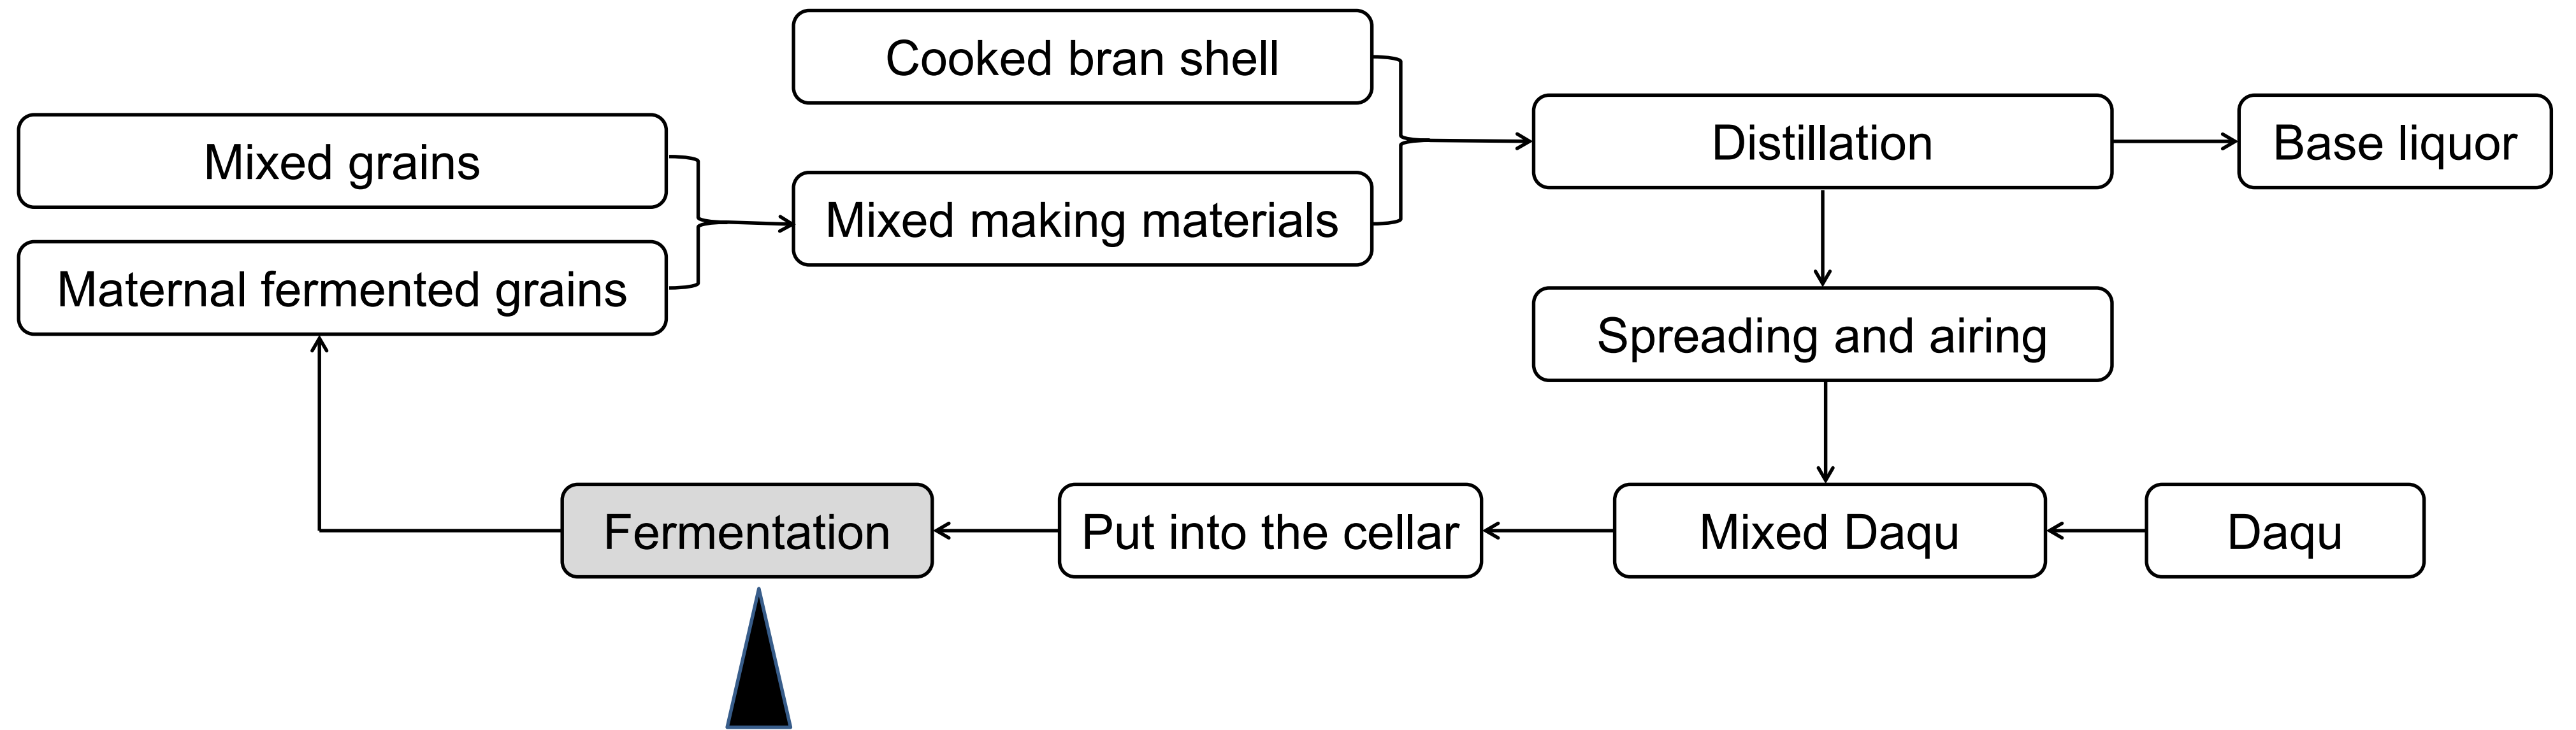 Cooked bran shell
Mixed grains
Distillation
Base liquor
Mixed making materials
Maternal fermented grains
Spreading and airing
Fermentation
Put into the cellar
Mixed Daqu
Daqu